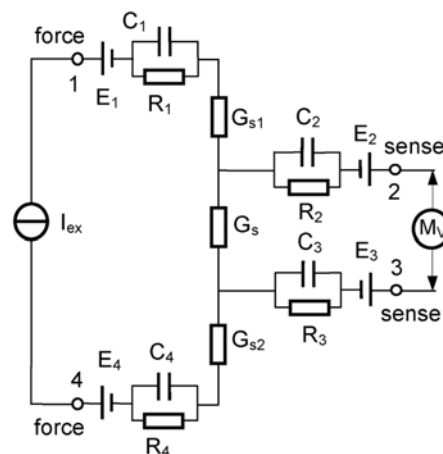 force
C1
1
E1
R1
Gs1
C2
E2
sense
R2
2
Iex
Gs
MV
C3
E3
3
R3
sense
Gs2
4
E4
C4
force
R4